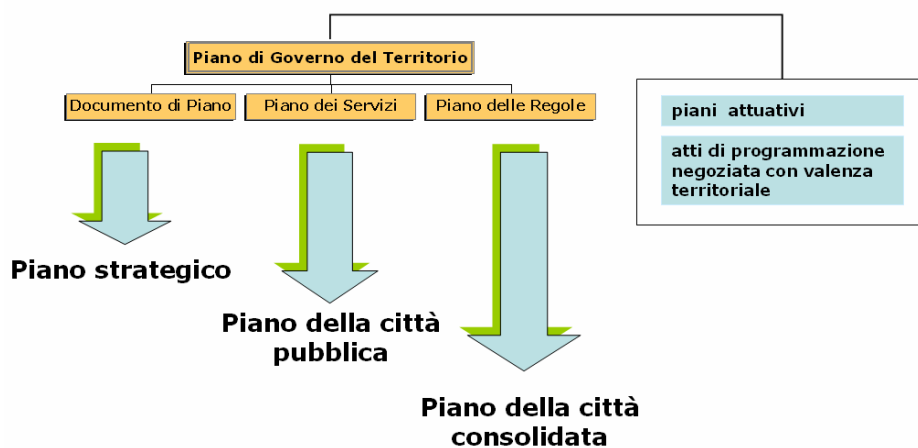 Piano di Governo del Territorio
Documento di Piano
Piano dei Servizi
Piano delle Regole
piani attuativi
atti di programmazione
negoziata con valenza
territoriale
Piano strategico
Piano della città
pubblica
Piano della città
consolidata